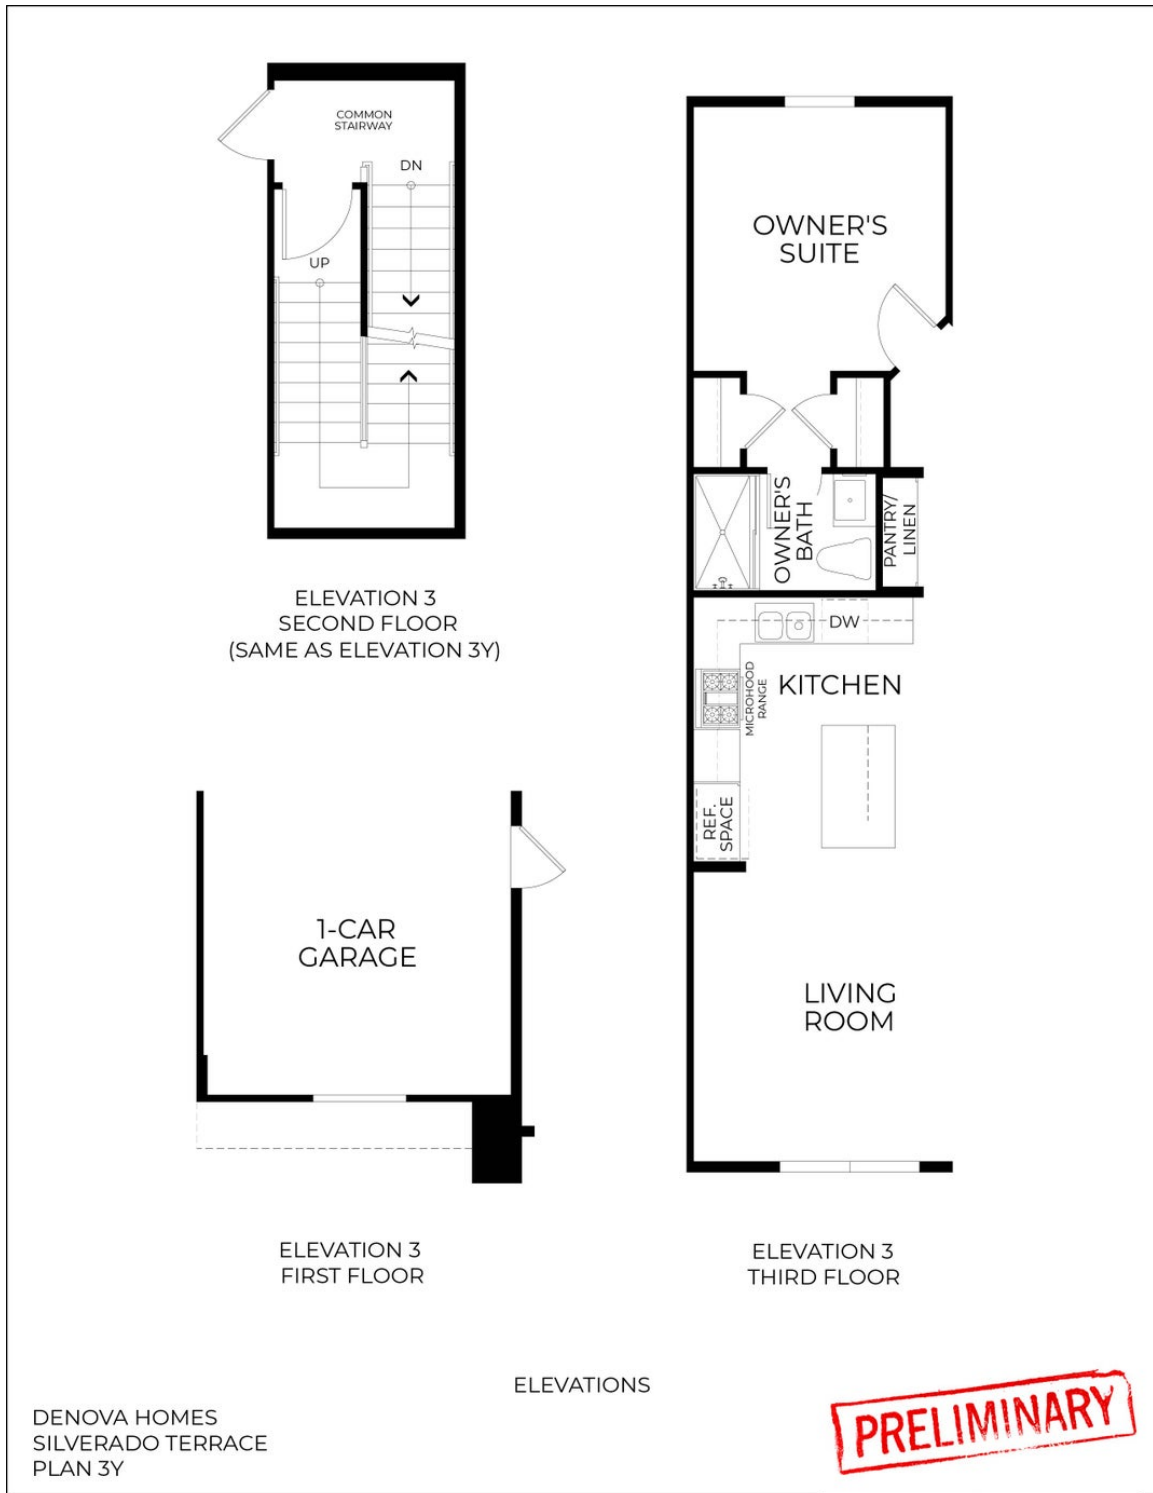 COMMON
STAIRWAY
DN
UP
ELEVATION 3
SECOND FLOOR
(SAME AS ELEVATION 3Y)
OWNER'S
SUITE
OWNER'S
BATH
PANTRY/
LINEN
DW
KITCHEN
MICROHOOD
RANGE
REF.
SPACE
LIVING
ROOM
1-CAR
GARAGE
ELEVATION 3
FIRST FLOOR
ELEVATION 3
THIRD FLOOR
ELEVATIONS
DENOVA HOMES
SILVERADO TERRACE
PLAN 3Y
PRELIMINARY